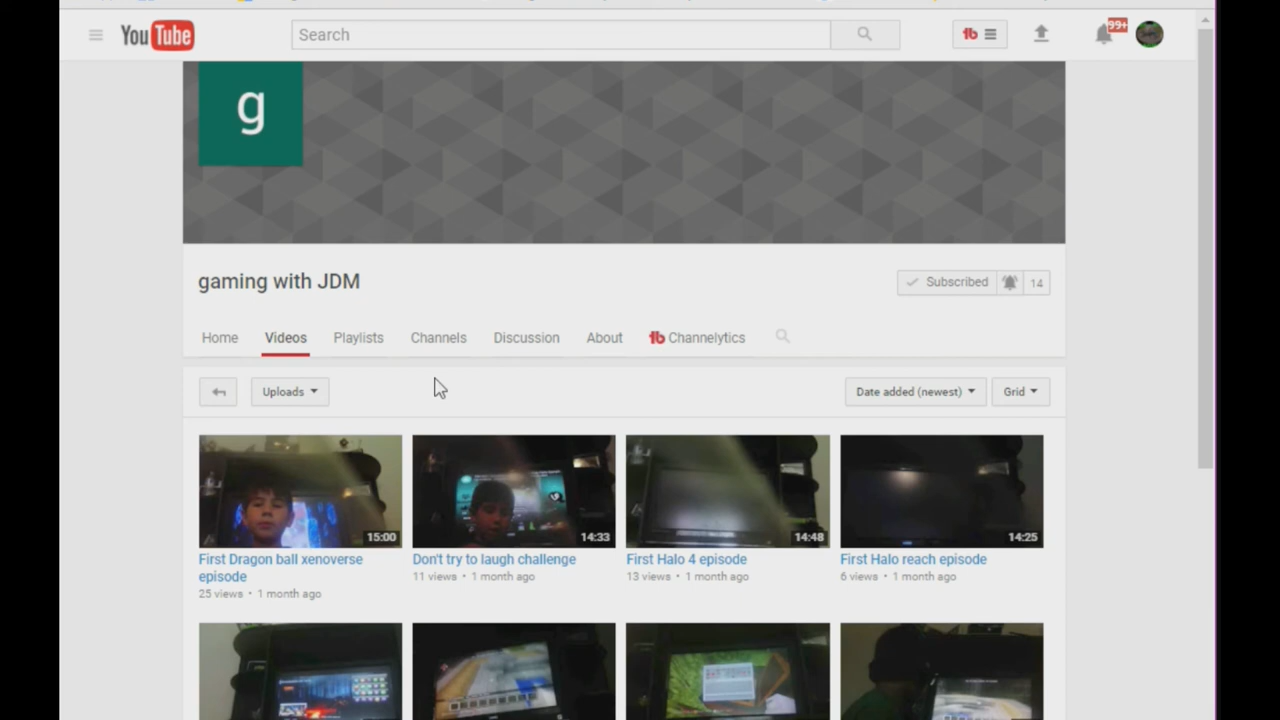 YouTube
Search
tb
99+
g
gaming with JDM
Subscribed 14
Home Videos Playlists Channels Discussion About tb Channelytics
Uploads
Date added (newest)
Grid
15:00
14:33
14:48
14:25
First Dragon ball xenoverse
episode
25 views • 1 month ago
Don't try to laugh challenge
11 views • 1 month ago
First Halo 4 episode
13 views • 1 month ago
First Halo reach episode
6 views • 1 month ago